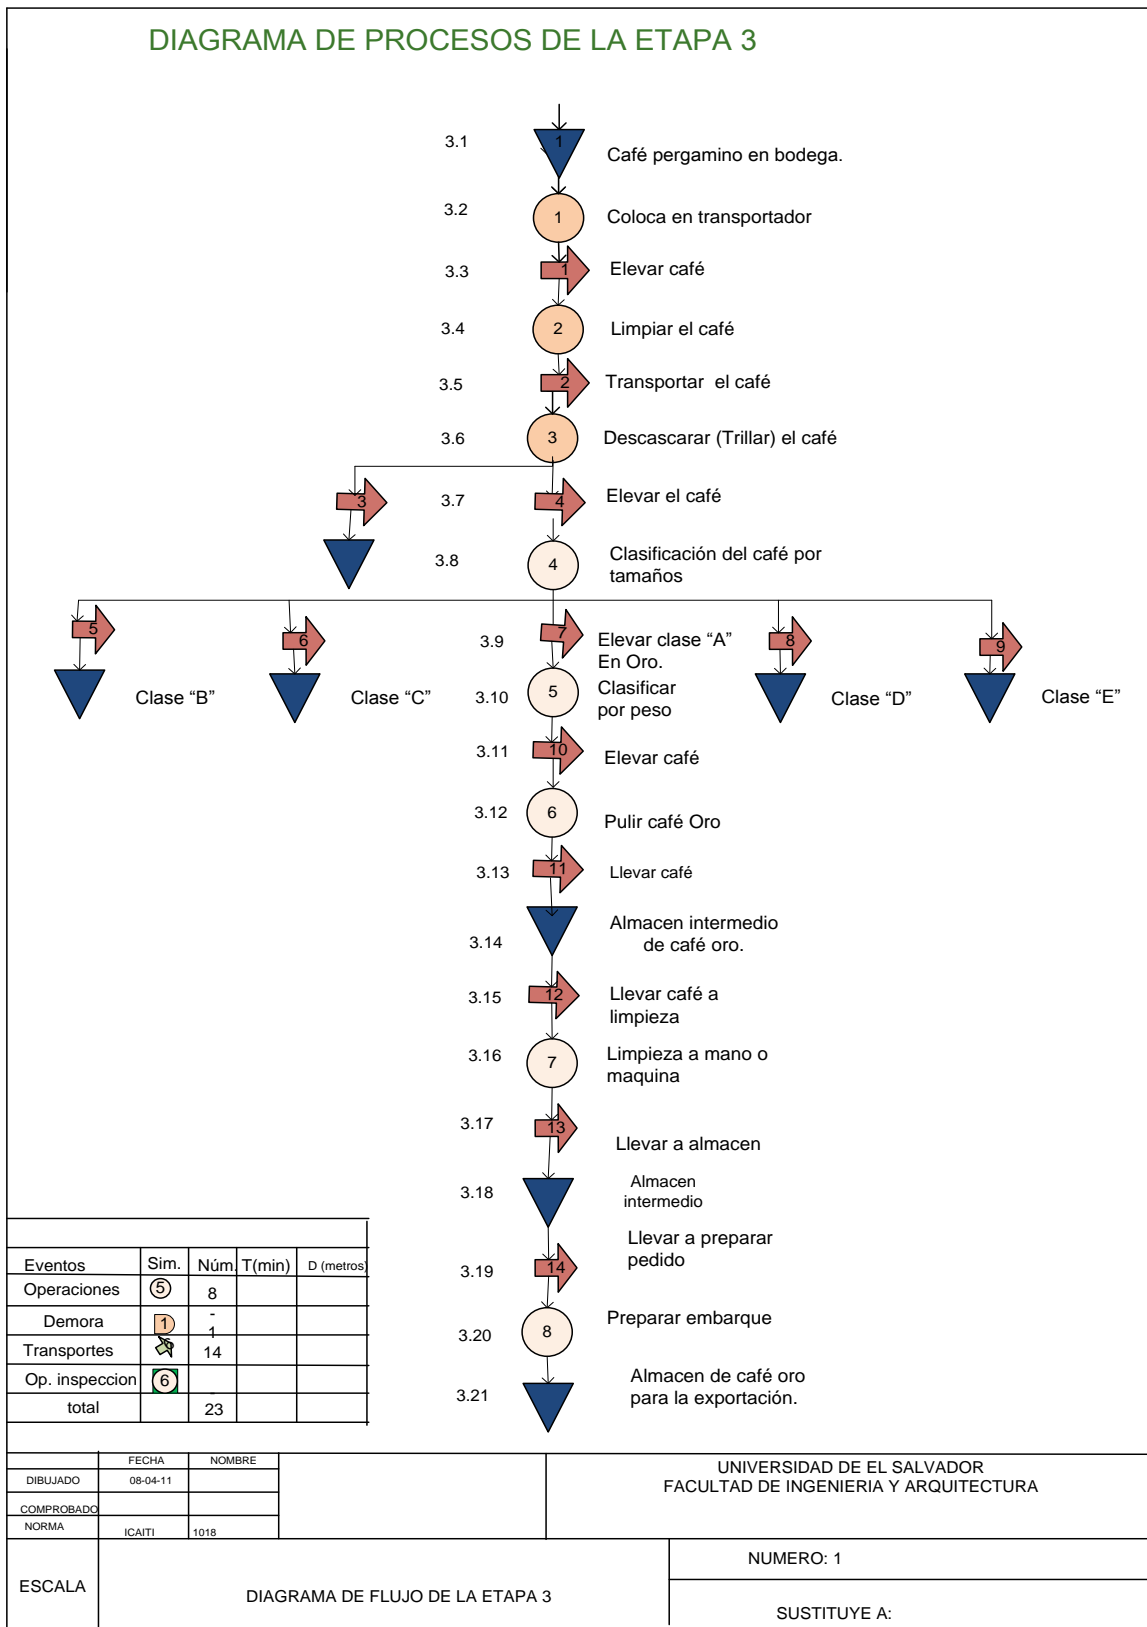 DIAGRAMA DE PROCESOS DE LA ETAPA 3
3.1
1
Café pergamino en bodega.
3.2
1
Coloca en transportador
3.3
1
Elevar café
3.4
2
Limpiar el café
3.5
2
Transportar el café
3.6
3
Descascarar (Trillar) el café
3
3.7
4
Elevar el café
3.8
4
Clasificación del café por
tamaños
5
6
3.9
7
Elevar clase “A”
En Oro.
8
9
Clase “B”
Clase “C”
3.10
5
Clasificar
por peso
Clase “D”
Clase “E”
3.11
10
Elevar café
3.12
6
Pulir café Oro
3.13
11
Llevar café
3.14
Almacen intermedio
de café oro.
3.15
12
Llevar café a
limpieza
3.16
7
Limpieza a mano o
maquina
3.17
13
Llevar a almacen
3.18
Almacen
intermedio
3.19
14
Llevar a preparar
pedido
3.20
8
Preparar embarque
3.21
Almacen de café oro
para la exportación.
Eventos Sim. Núm. T(min) D (metros)
Operaciones 5 8
Demora 1 -
1
Transportes 14
Op. inspeccion 6 -
total 23
FECHA NOMBRE
DIBUJADO 08-04-11
COMPROBADO
NORMA ICAITI 1018
UNIVERSIDAD DE EL SALVADOR
FACULTAD DE INGENIERIA Y ARQUITECTURA
ESCALA
DIAGRAMA DE FLUJO DE LA ETAPA 3
NUMERO: 1
SUSTITUYE A: